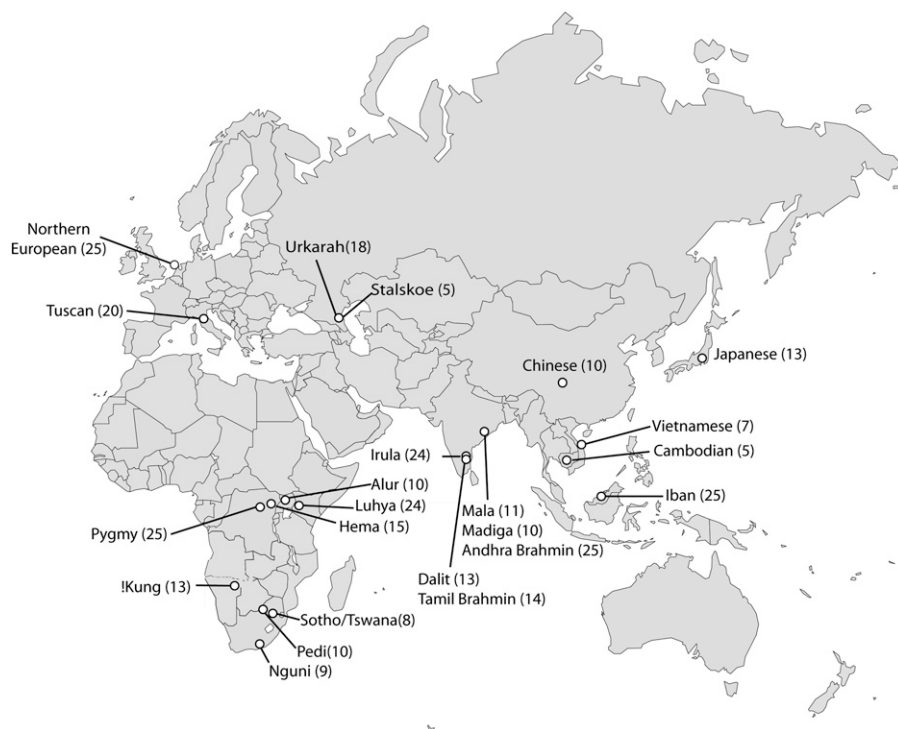 Northern
European (25)
Urkarah(18)
Stalskoe (5)
Tuscan (20)
Japanese (13)
Chinese (10)
Vietnamese (7)
Cambodian (5)
Irula (24)
Alur (10)
Luhya (24)
Hema (15)
Pygmy (25)
Iban (25)
Mala (11)
Madiga (10)
Andhra Brahmin (25)
Dalit (13)
Tamil Brahmin (14)
!Kung (13)
Sotho/Tswana(8)
Pedi(10)
Nguni (9)